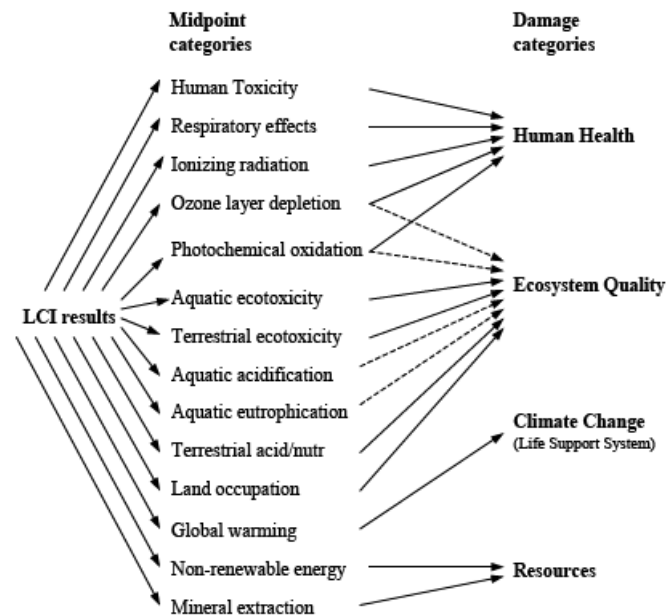 Midpoint
categories
Damage
categories
Human Toxicity
Respiratory effects
Human Health
Ionizing radiation
Ozone layer depletion
Photochemical oxidation
Ecosystem Quality
Aquatic ecotoxicity
LCI results
Terrestrial ecotoxicity
Aquatic acidification
Aquatic eutrophication
Climate Change
(Life Support System)
Terrestrial acid/nutr
Land occupation
Global warming
Non-renewable energy
Resources
Mineral extraction